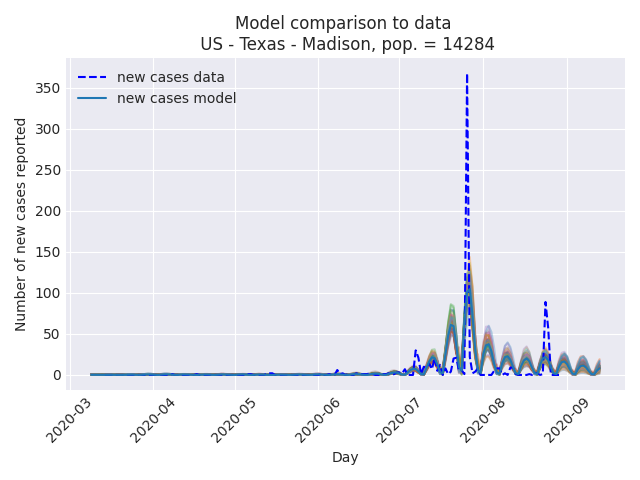 Model comparison to data
US - Texas - Madison, pop. = 14284
new cases data
new cases model
Number of new cases reported
350
300
250
200
150
100
50
0
2020-03
2020-04
2020-05
2020-06
2020-07
2020-08
2020-09
Day